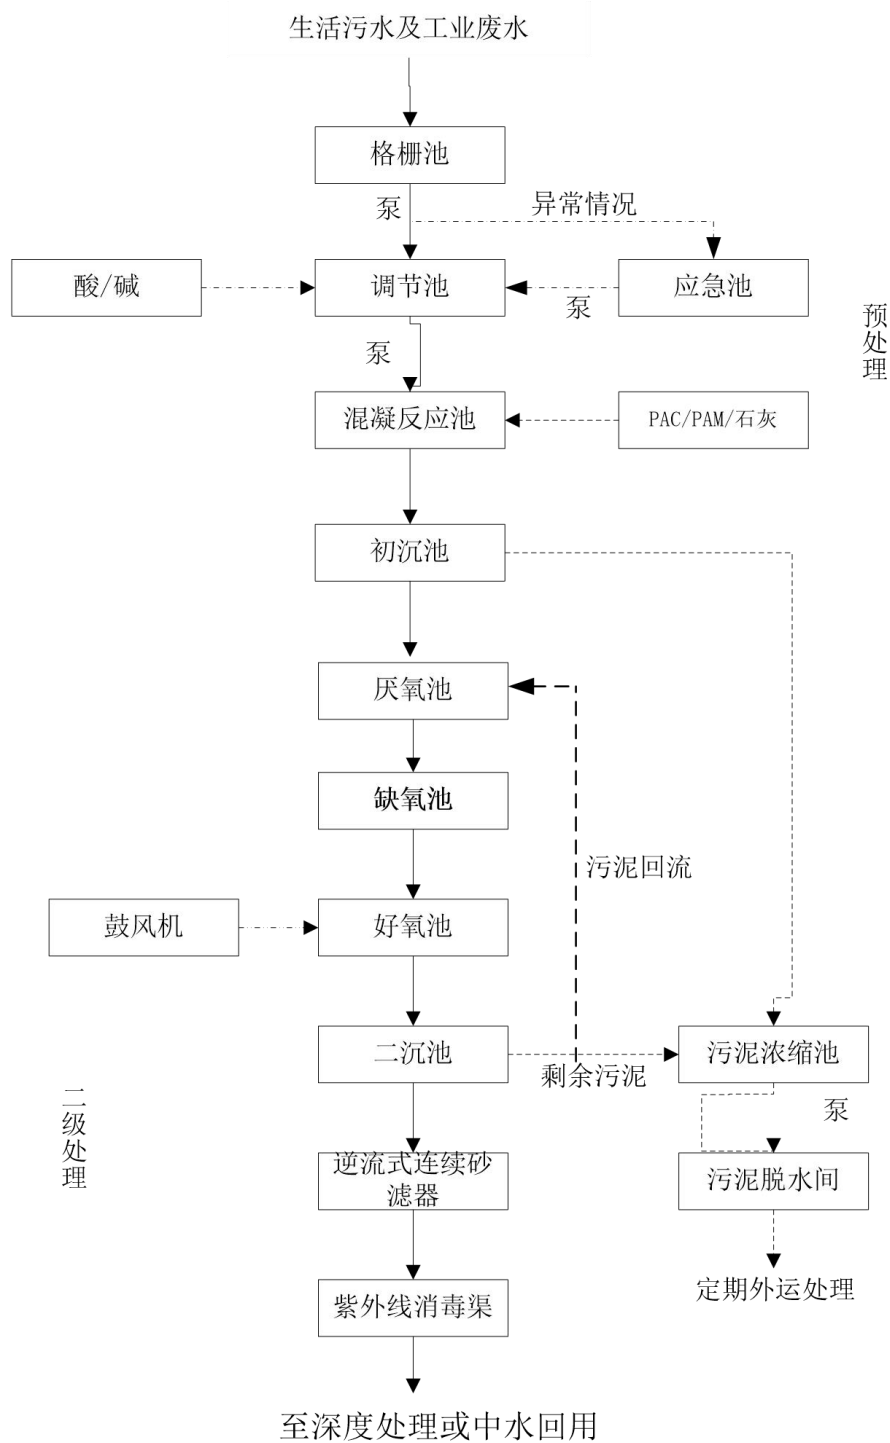 生活污水及工业废水
格栅池
泵
异常情况
酸/碱
调节池
应急池
泵
预处理
泵
混凝反应池
PAC/PAM/石灰
初沉池
厌氧池
缺氧池
污泥回流
鼓风机
好氧池
二沉池
剩余污泥
污泥浓缩池
二级处理
泵
逆流式连续砂
滤器
污泥脱水间
定期外运处理
紫外线消毒渠
至深度处理或中水回用